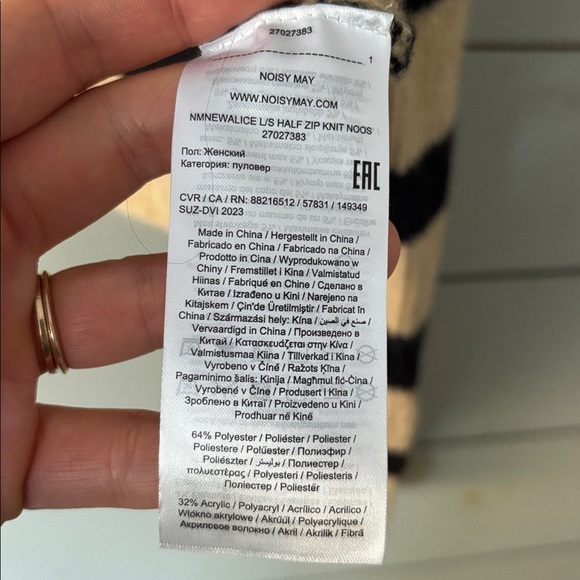 27027383
1
NOISY MAY
WWW.NOISYMAY.COM
NMNEWALICE L/S HALF ZIP KNIT NOOS
27027383
Пол: Женский
Категория: пуловер
EAC
CVR / CA / RN: 88216512 / 57831 / 149349
SUZ-DVI 2023
Made in China / Hergestellt in China /
Fabricado en China / Fabricado na China /
Prodotto in Cina / Wyprodukowano w
Chiny / Fremstillet i Kina / Valmistatud
Hiinas / Fabriqué en Chine / Сделано в
Китае / Izrađeno u Kini / Narejeno na
Kitajskem / Çin'de Üretilmiştir / Fabricat în
China / Származási hely: Kína / صنع في الصين /
Vervaardigd in China / Произведено в
Китай / Κατασκευάζεται στην Κίνα /
Valmistusmaa Kiina / Tillverkad i Kina /
Vyrobeno v Číně / Ražots Ķīna /
Pagaminimo šalis: Kinija / Magħmul fiċ-Ċina /
Vyrobené v Číne / Produsert i Kina /
Зроблено в Китаї / Proizvedeno u Kini /
Prodhuar në Kinë
64% Polyester / Poliéster / Poliester /
Poliestere / Polüester / Полиэфир /
Poliészter / بوليستر / Полиестер /
πολυεστέρας / Polyesteri / Poliesteris /
Поліестер / Poliestër
32% Acrylic / Polyacryl / Acrílico / Acrilico /
Włókno akrylowe / Akrüül / Polyacrylique /
Акриловое волокно / Akril / Akrilik / Fibră